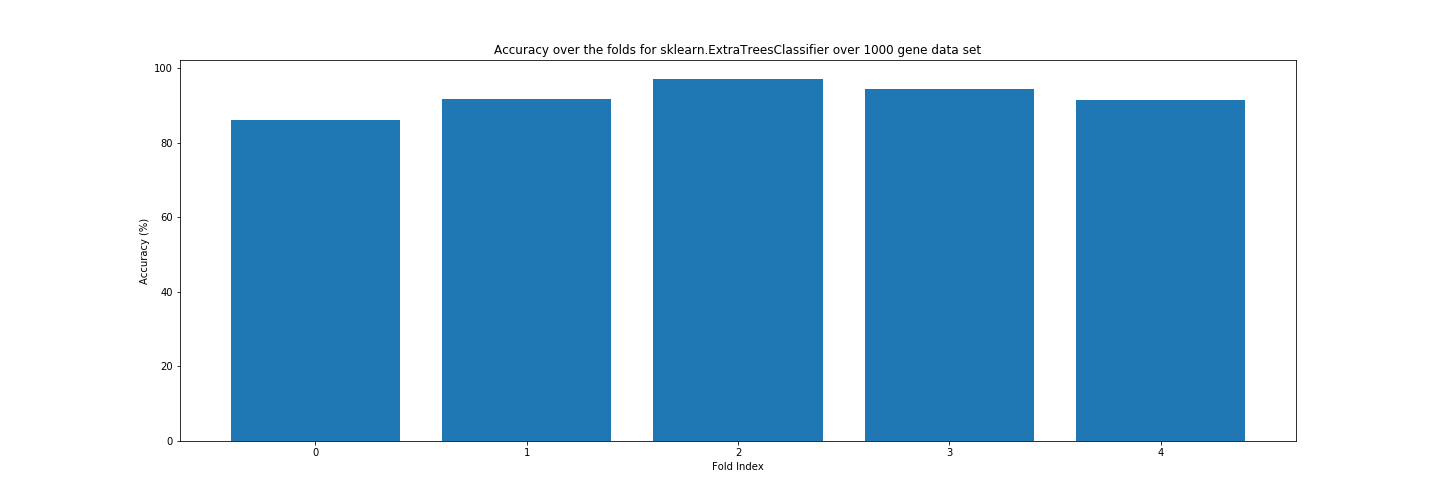 Accuracy over the folds for sklearn.ExtraTreesClassifier over 1000 gene data set
100
80
60
40
20
0
Accuracy (%)
0 1 2 3 4
Fold Index